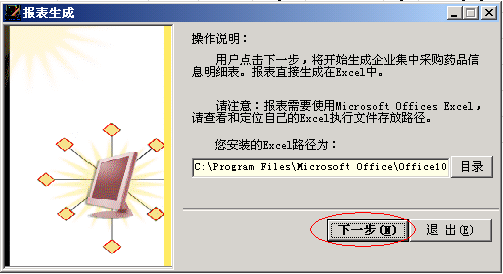 报表生成
操作说明：
用户点击下一步，将开始生成企业集中采购药品信
息明细表。报表直接生成在Excel中。
请注意：报表需要使用Microsoft Offices Excel，
请查看和定位自己的Excel执行文件存放路径。
您安装的Excel路径为：
C:\Program Files\Microsoft Office\Office10
目录
下一步(N)
退 出(E)